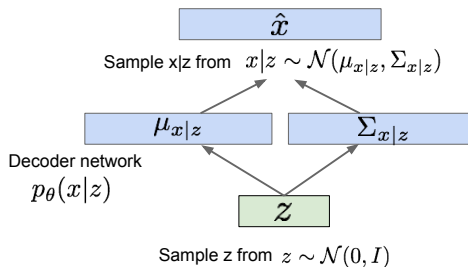 x̂
Sample x|z from x|z ∼ 𝒩(μ_{x|z}, Σ_{x|z})
μ_{x|z} Σ_{x|z}
Decoder network
p_θ(x|z)
z
Sample z from z ∼ 𝒩(0, I)